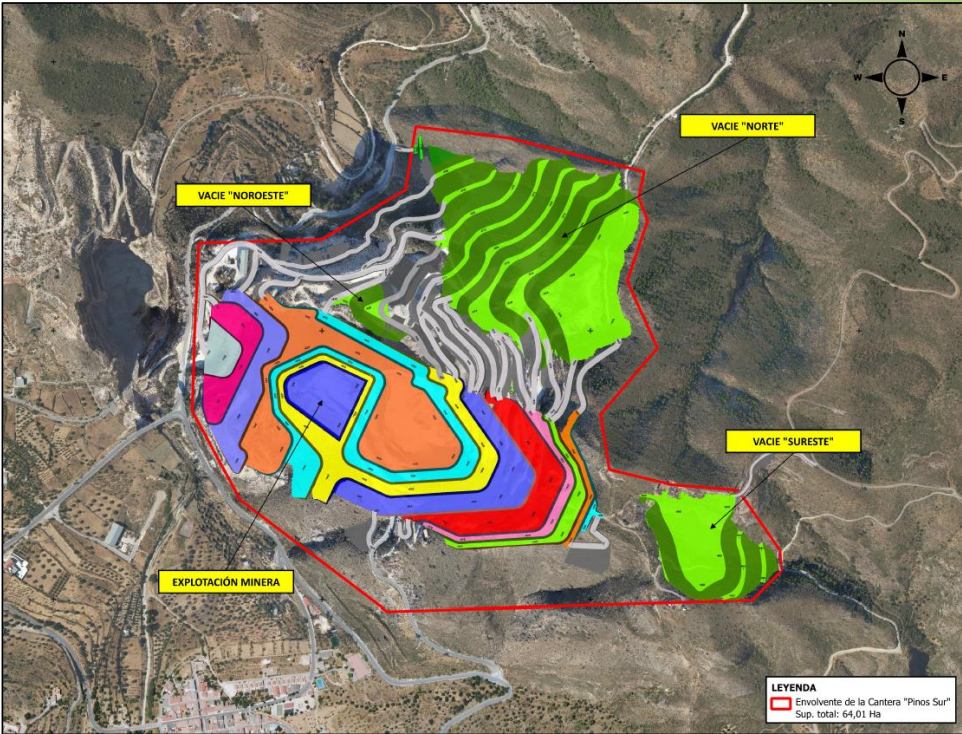 N
W E
S
VACIE "NORTE"
VACIE "NOROESTE"
VACIE "SURESTE"
EXPLOTACIÓN MINERA
LEYENDA
Envolvente de la Cantera "Pinos Sur"
Sup. total: 64,01 Ha